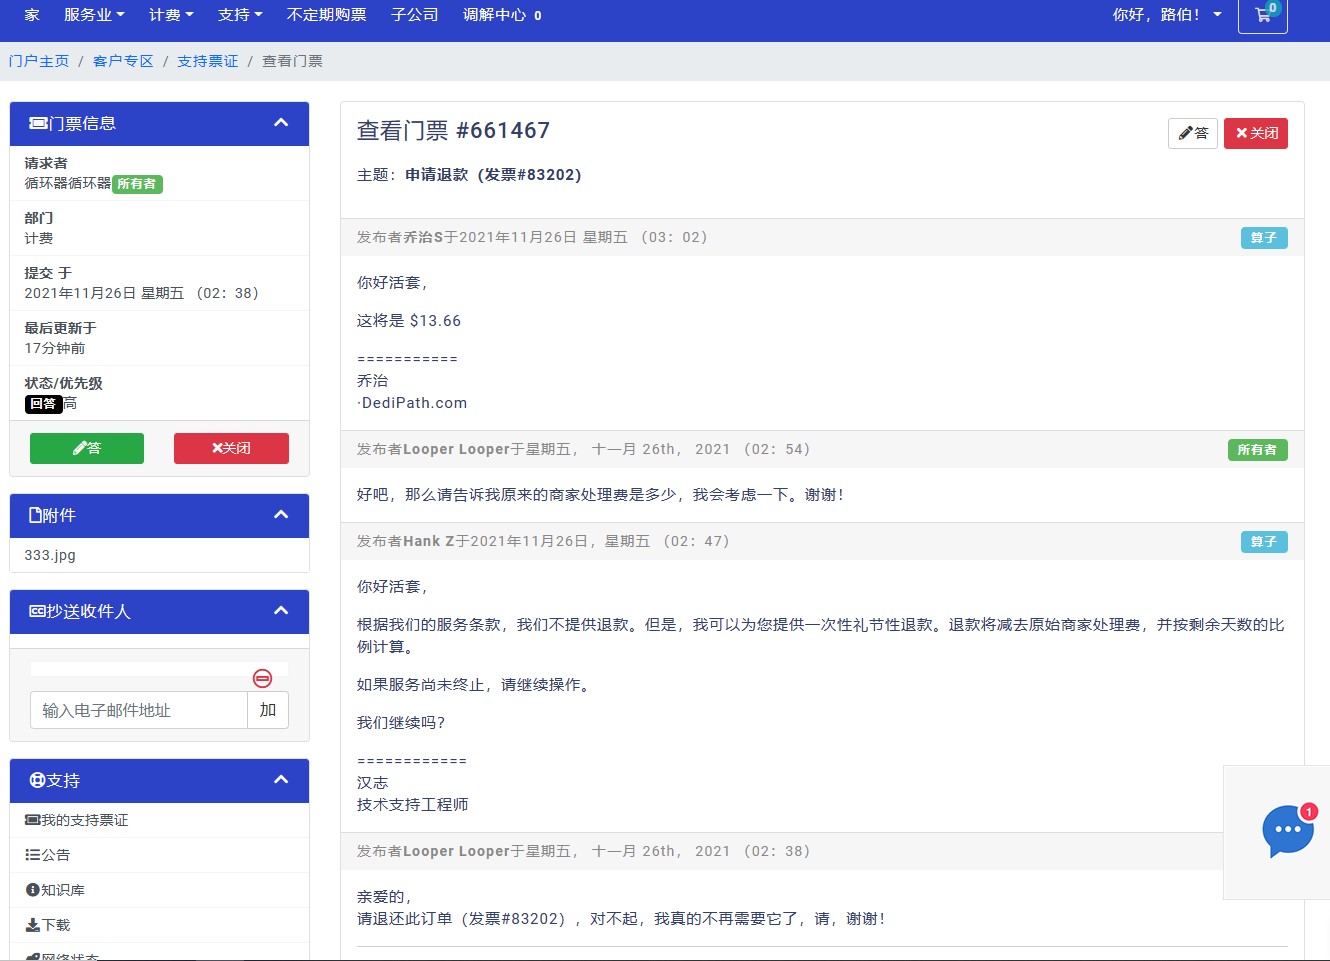 家 服务业 计费 支持 不定期购票 子公司 调解中心 0 你好，路伯！ 0
门户主页 / 客户专区 / 支持票证 / 查看门票
门票信息
请求者
循环器循环器 所有者
部门
计费
提交 于
2021年11月26日 星期五 （02：38）
最后更新于
17分钟前
状态/优先级
回答 高
答 关闭
附件
333.jpg
抄送收件人
输入电子邮件地址 加
支持
我的支持票证
公告
知识库
下载
网络状态
查看门票 #661467 答 关闭
主题：申请退款（发票#83202）
发布者乔治S于2021年11月26日 星期五 （03：02） 算子
你好活套，
这将是 $13.66
===========
乔治
·DediPath.com
发布者Looper Looper于星期五， 十一月 26th， 2021 （02：54） 所有者
好吧，那么请告诉我原来的商家处理费是多少，我会考虑一下。谢谢！
发布者Hank Z于2021年11月26日，星期五 （02：47） 算子
你好活套，
根据我们的服务条款，我们不提供退款。但是，我可以为您提供一次性礼节性退款。退款将减去原始商家处理费，并按剩余天数的比
例计算。
如果服务尚未终止，请继续操作。
我们继续吗？
============
汉志
技术支持工程师
发布者Looper Looper于星期五， 十一月 26th， 2021 （02：38）
亲爱的，
请退还此订单（发票#83202），对不起，我真的不再需要它了，请，谢谢！
1